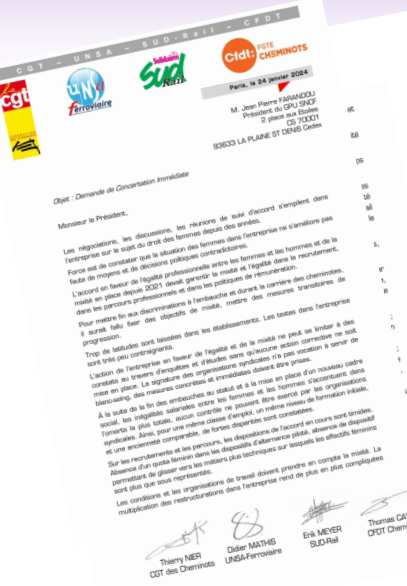 CGT - UNSA - SUD-Rail - CFDT
la
cgt
UNSA
Ferroviaire
Solidaires
SUD
Rail
Cfdt:
FGTE
CHEMINOTS
Paris, le 24 janvier 2024
M. Jean Pierre FARANDOU
Président du GPU SNCF
2 place aux Etoiles
CS 70001
93633 LA PLAINE ST DENIS Cedex
Objet : Demande de Concertation Immédiate
Monsieur le Président,
Les négociations, les discussions, les réunions de suivi d'accord s'empilent dans
l'entreprise sur le sujet du droit des femmes depuis des années.
Force est de constater que la situation des femmes dans l'entreprise ne s'améliore pas
faute de moyens et de décisions politiques contradictoires.
L'accord en faveur de l'égalité professionnelle entre les femmes et les hommes et de la
mixité en place depuis 2021 devait garantir la mixité et l'égalité dans le recrutement,
dans les parcours professionnels et dans les politiques de rémunération.
Pour mettre fin aux discriminations à l'embauche et durant la carrière des cheminotes,
il aurait fallu fixer des objectifs de mixité, mettre des mesures transitoires de
progression.
Trop de latitudes sont laissées dans les établissements. Les textes dans l'entreprise
sont très peu contraignants.
L'action de l'entreprise en faveur de l'égalité et de la mixité ne peut se limiter à des
constats au travers d'enquêtes et d'études sans qu'aucune action corrective ne soit
mise en place. La signature des organisations syndicales n'a pas vocation à servir de
blanc-seing, des mesures concrètes et immédiates doivent être prises.
À la suite de la fin des embauches au statut et à la mise en place d'un nouveau cadre
social, les inégalités salariales entre les femmes et les hommes s'accentuent dans
l'omerta la plus totale, aucun contrôle ne pouvant être exercé par les organisations
syndicales. Ainsi, pour une même classe d'emploi, un même niveau de formation initiale,
et une ancienneté comparable, de fortes disparités sont constatées.
Sur les recrutements et les parcours, les dispositions de l'accord en cours sont timides.
Absence d'un quota féminin dans les dispositifs d'alternance pilote, absence de dispositif
permettant de glisser vers les métiers plus techniques sur lesquels les effectifs féminins
sont plus que sous représentés.
Les conditions et les organisations de travail doivent prendre en compte la mixité. La
multiplication des restructurations dans l'entreprise rend de plus en plus compliquées
Thierry NIER
CGT des Cheminots
Didier MATHIS
UNSA-Ferroviaire
Erik MEYER
SUD-Rail
Thomas
CFDT